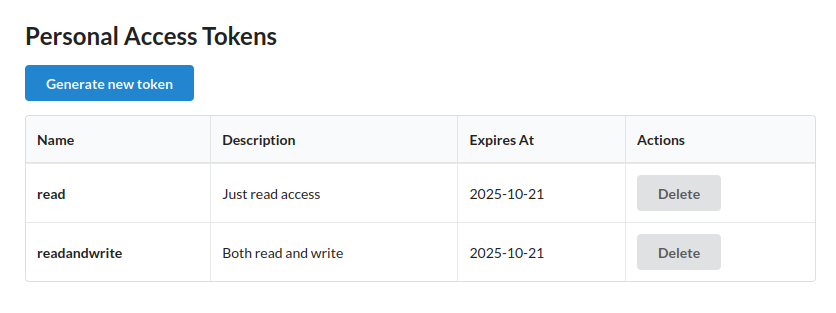 Personal Access Tokens
Generate new token
Name Description Expires At Actions
read Just read access 2025-10-21 Delete
readandwrite Both read and write 2025-10-21 Delete